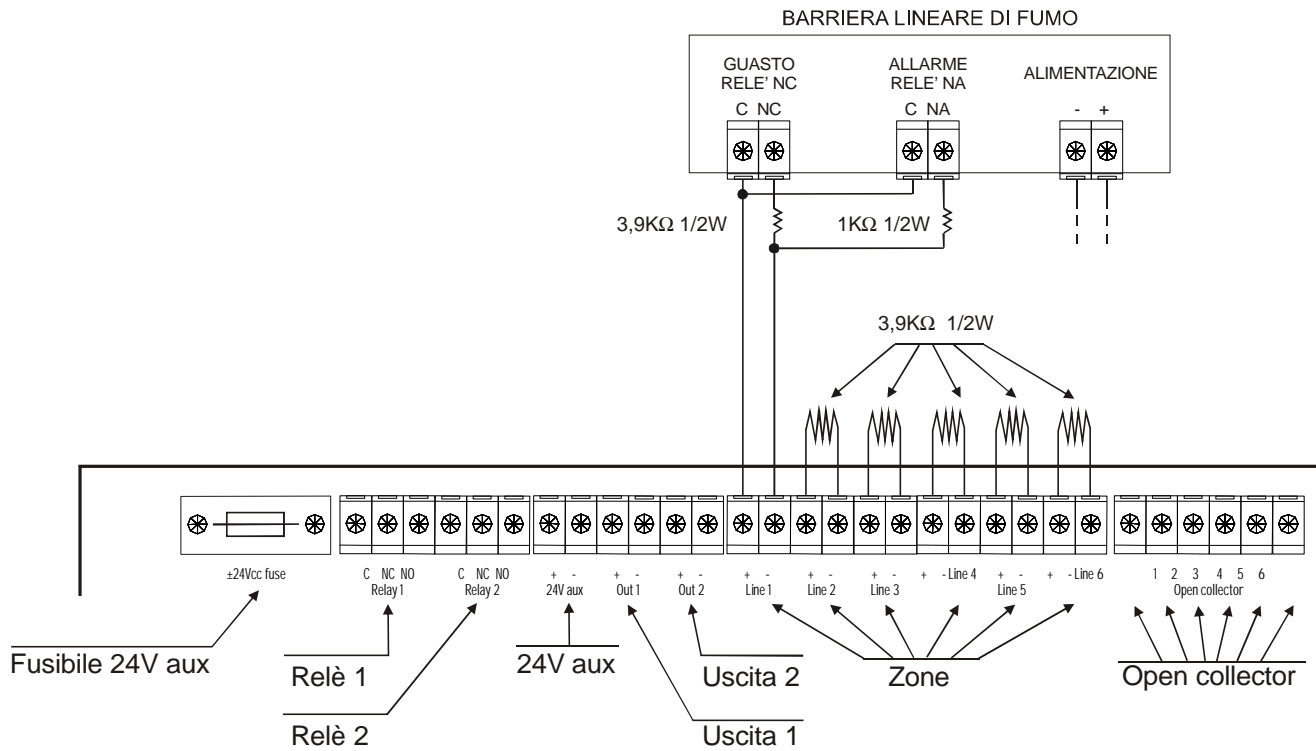 BARRIERA LINEARE DI FUMO
GUASTO
RELE' NC
ALLARME
RELE' NA
ALIMENTAZIONE
C NC
C NA
- +
3,9KΩ 1/2W
1KΩ 1/2W
3,9KΩ 1/2W
±24Vcc fuse
C NC NO
Relay 1
C NC NO
Relay 2
+ -
24V aux
+ -
Out 1
+ -
Out 2
+ -
Line 1
+ -
Line 2
+ -
Line 3
+ - Line 4
+ -
Line 5
+ - Line 6
1 2 3 4 5 6
Open collector
Fusibile 24V aux
Relè 1
Relè 2
24V aux
Uscita 2
Uscita 1
Zone
Open collector